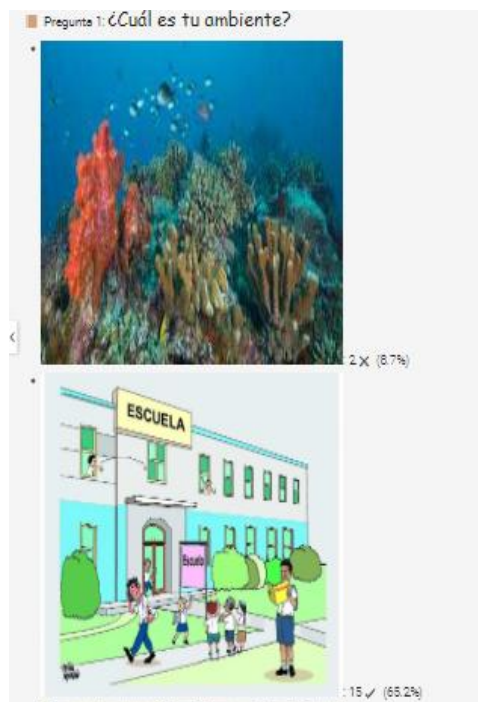 Pregunta 1: ¿Cuál es tu ambiente?
: 2 ✗ (8.7%)
ESCUELA
Escuela
: 15 ✓ (65.2%)